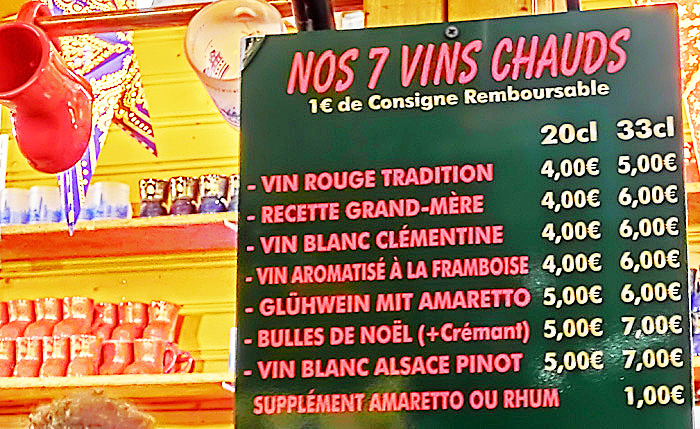 NOS 7 VINS CHAUDS
1€ de Consigne Remboursable
20cl 33cl
- VIN ROUGE TRADITION 4,00€ 5,00€
- RECETTE GRAND-MÈRE 4,00€ 6,00€
- VIN BLANC CLÉMENTINE 4,00€ 6,00€
- VIN AROMATISÉ À LA FRAMBOISE 4,00€ 6,00€
- GLÜHWEIN MIT AMARETTO 5,00€ 6,00€
- BULLES DE NOËL (+Crémant) 5,00€ 7,00€
- VIN BLANC ALSACE PINOT 5,00€ 7,00€
SUPPLÉMENT AMARETTO OU RHUM 1,00€